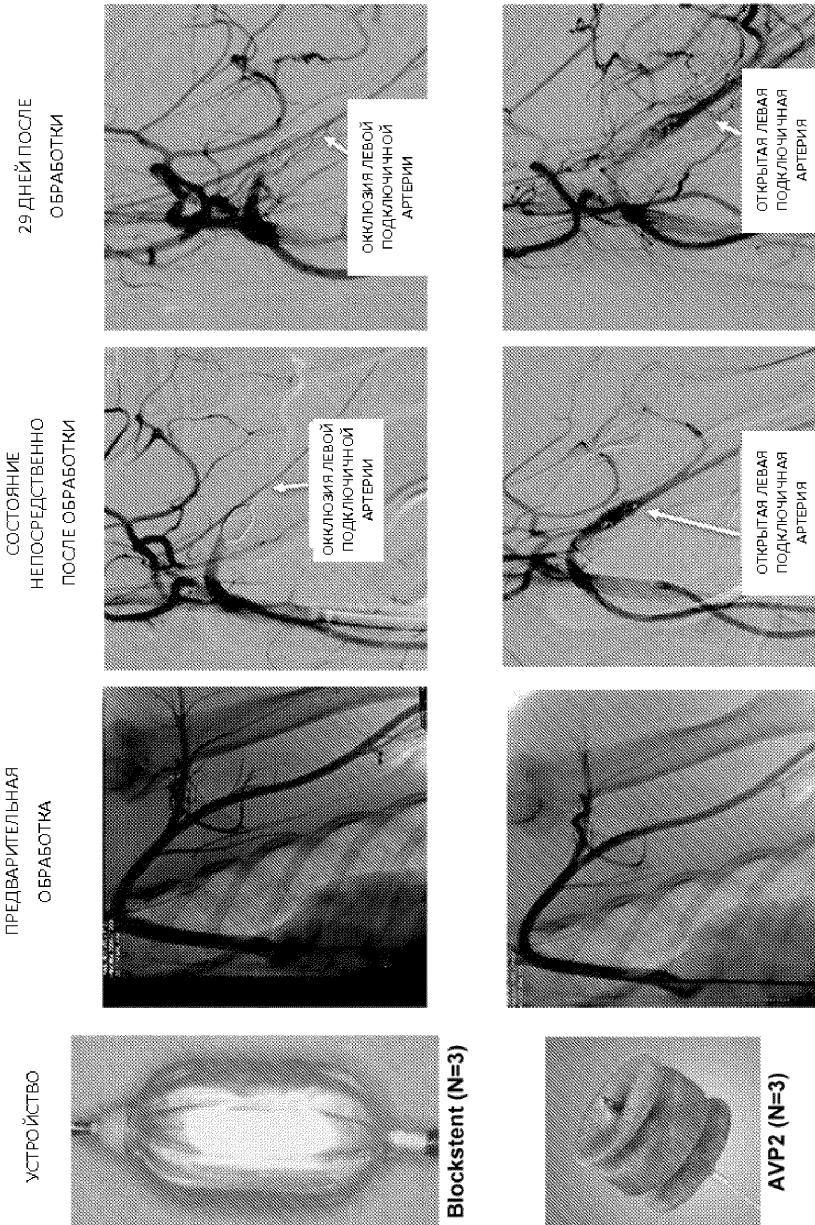 УСТРОЙСТВО
ПРЕДВАРИТЕЛЬНАЯ
ОБРАБОТКА
СОСТОЯНИЕ
НЕПОСРЕДСТВЕННО
ПОСЛЕ ОБРАБОТКИ
29 ДНЕЙ ПОСЛЕ
ОБРАБОТКИ
Blockstent (N=3)
ОККЛЮЗИЯ ЛЕВОЙ
ПОДКЛЮЧИЧНОЙ
АРТЕРИИ
ОККЛЮЗИЯ ЛЕВОЙ
ПОДКЛЮЧИЧНОЙ
АРТЕРИИ
AVP2 (N=3)
ОТКРЫТАЯ ЛЕВАЯ
ПОДКЛЮЧИЧНАЯ
АРТЕРИЯ
ОТКРЫТАЯ ЛЕВАЯ
ПОДКЛЮЧИЧНАЯ
АРТЕРИЯ